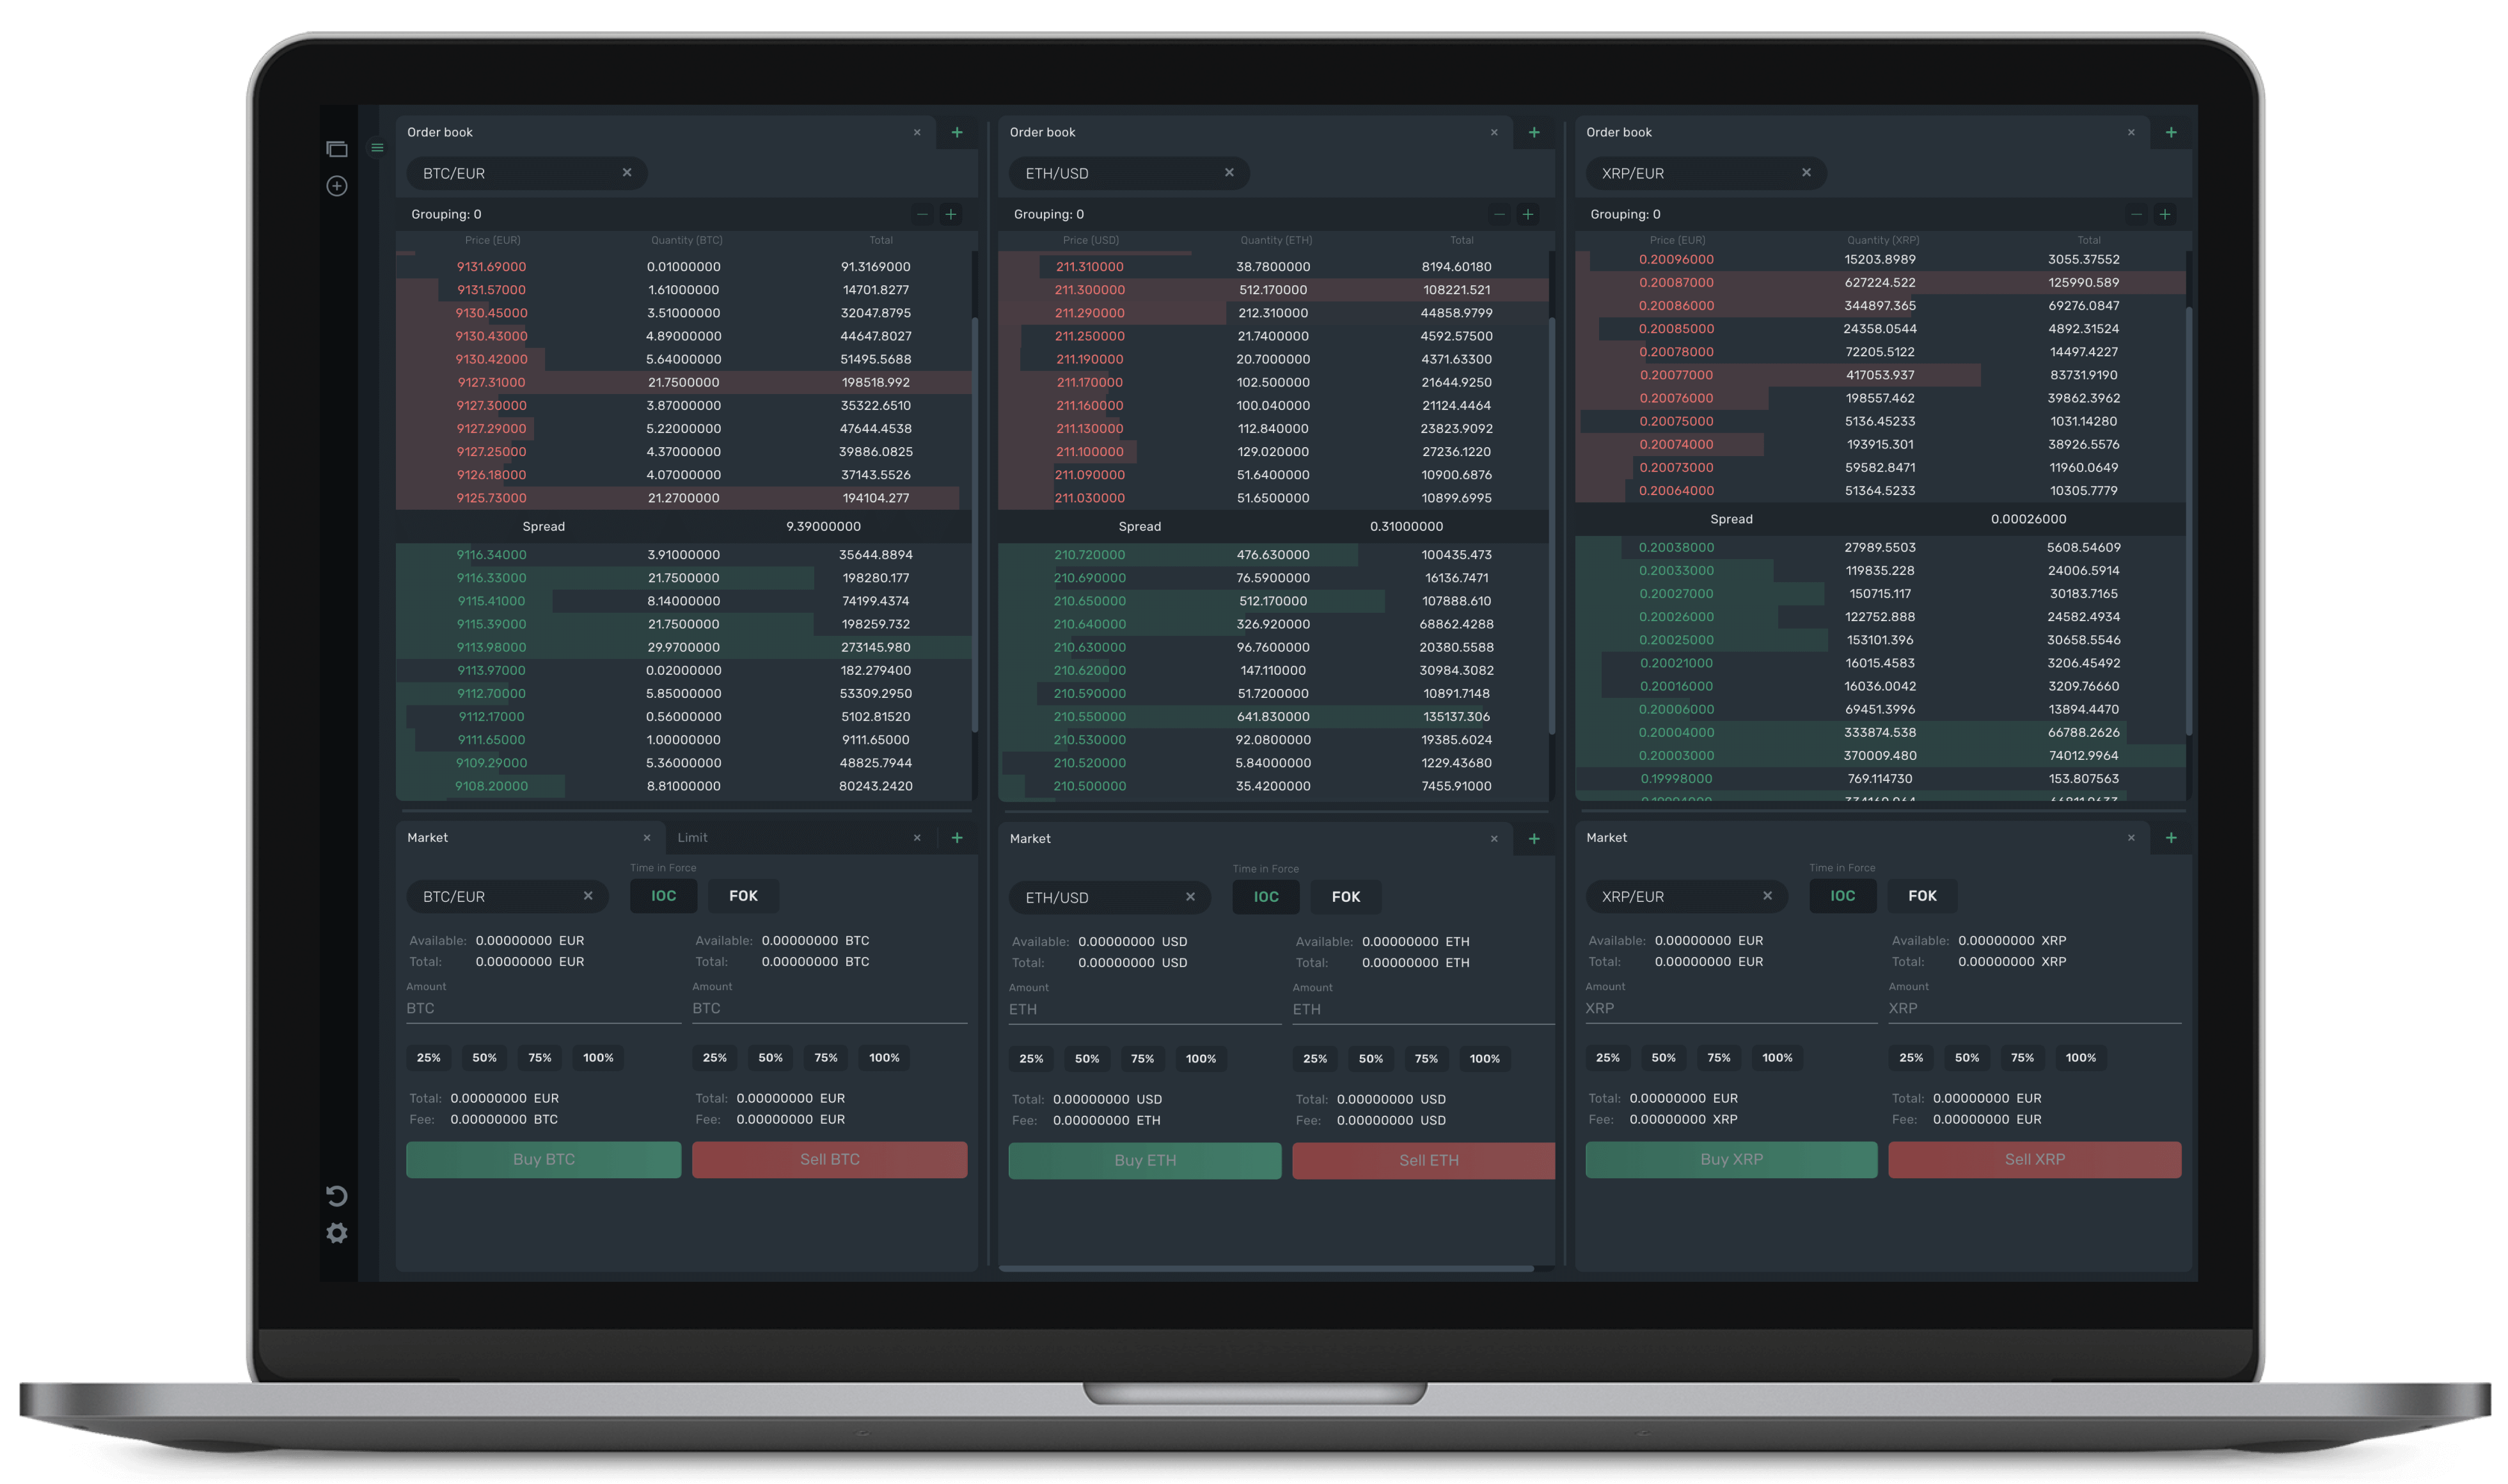 Order book
BTC/EUR
Grouping: 0
Price (EUR) Quantity (BTC) Total
9131.69000 0.01000000 91.3169000
9131.57000 1.61000000 14701.8277
9130.45000 3.51000000 32047.8795
9130.43000 4.89000000 44647.8027
9130.42000 5.64000000 51495.5688
9127.31000 21.7500000 198518.992
9127.30000 3.87000000 35322.6510
9127.29000 5.22000000 47644.4538
9127.25000 4.37000000 39886.0825
9126.18000 4.07000000 37143.5526
9125.73000 21.2700000 194104.277
Spread 9.39000000
9116.34000 3.91000000 35644.8894
9116.33000 21.7500000 198280.177
9115.41000 8.14000000 74199.4374
9115.39000 21.7500000 198259.732
9113.98000 29.9700000 273145.980
9113.97000 0.02000000 182.279400
9112.70000 5.85000000 53309.2950
9112.17000 0.56000000 5102.81520
9111.65000 1.00000000 9111.65000
9109.29000 5.36000000 48825.7944
9108.20000 8.81000000 80243.2420
Market Limit
Time in Force
BTC/EUR IOC FOK
Available: 0.00000000 EUR Available: 0.00000000 BTC
Total: 0.00000000 EUR Total: 0.00000000 BTC
Amount Amount
BTC BTC
25% 50% 75% 100% 25% 50% 75% 100%
Total: 0.00000000 EUR Total: 0.00000000 EUR
Fee: 0.00000000 BTC Fee: 0.00000000 EUR
Buy BTC Sell BTC
Order book
ETH/USD
Grouping: 0
Price (USD) Quantity (ETH) Total
211.310000 38.7800000 8194.60180
211.300000 512.170000 108221.521
211.290000 212.310000 44858.9799
211.250000 21.7400000 4592.57500
211.190000 20.7000000 4371.63300
211.170000 102.500000 21644.9250
211.160000 100.040000 21124.4464
211.130000 112.840000 23823.9092
211.100000 129.020000 27236.1220
211.090000 51.6400000 10900.6876
211.030000 51.6500000 10899.6995
Spread 0.31000000
210.720000 476.630000 100435.473
210.690000 76.5900000 16136.7471
210.650000 512.170000 107888.610
210.640000 326.920000 68862.4288
210.630000 96.7600000 20380.5588
210.620000 147.110000 30984.3082
210.590000 51.7200000 10891.7148
210.550000 641.830000 135137.306
210.530000 92.0800000 19385.6024
210.520000 5.84000000 1229.43680
210.500000 35.4200000 7455.91000
Market
Time in Force
ETH/USD IOC FOK
Available: 0.00000000 USD Available: 0.00000000 ETH
Total: 0.00000000 USD Total: 0.00000000 ETH
Amount Amount
ETH ETH
25% 50% 75% 100% 25% 50% 75% 100%
Total: 0.00000000 USD Total: 0.00000000 USD
Fee: 0.00000000 ETH Fee: 0.00000000 USD
Buy ETH Sell ETH
Order book
XRP/EUR
Grouping: 0
Price (EUR) Quantity (XRP) Total
0.20096000 15203.8989 3055.37552
0.20087000 627224.522 125990.589
0.20086000 344897.365 69276.0847
0.20085000 24358.0544 4892.31524
0.20078000 72205.5122 14497.4227
0.20077000 417053.937 83731.9190
0.20076000 198557.462 39862.3962
0.20075000 5136.45233 1031.14280
0.20074000 193915.301 38926.5576
0.20073000 59582.8471 11960.0649
0.20064000 51364.5233 10305.7779
Spread 0.00026000
0.20038000 27989.5503 5608.54609
0.20033000 119835.228 24006.5914
0.20027000 150715.117 30183.7165
0.20026000 122752.888 24582.4934
0.20025000 153101.396 30658.5546
0.20021000 16015.4583 3206.45492
0.20016000 16036.0042 3209.76660
0.20006000 69451.3996 13894.4470
0.20004000 333874.538 66788.2626
0.20003000 370009.480 74012.9964
0.19998000 769.114730 153.807563
Market
Time in Force
XRP/EUR IOC FOK
Available: 0.00000000 EUR Available: 0.00000000 XRP
Total: 0.00000000 EUR Total: 0.00000000 XRP
Amount Amount
XRP XRP
25% 50% 75% 100% 25% 50% 75% 100%
Total: 0.00000000 EUR Total: 0.00000000 EUR
Fee: 0.00000000 XRP Fee: 0.00000000 EUR
Buy XRP Sell XRP